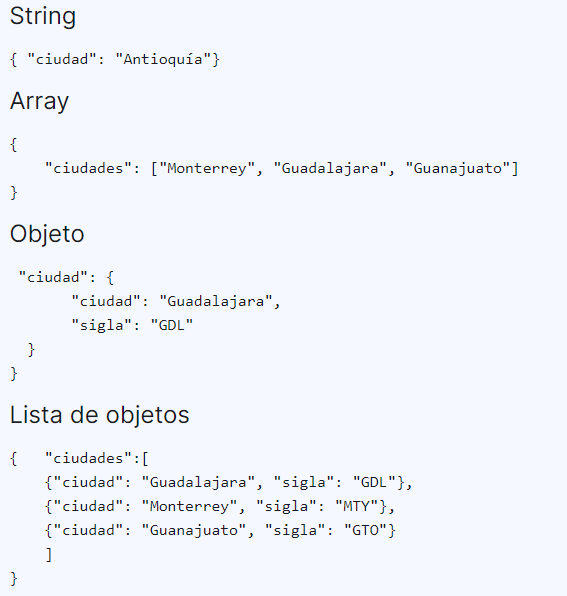 String
{ "ciudad": "Antioquía"}
Array
{
    "ciudades": ["Monterrey", "Guadalajara", "Guanajuato"]
}
Objeto
 "ciudad": {
       "ciudad": "Guadalajara",
       "sigla": "GDL"
  }
}
Lista de objetos
{   "ciudades":[
    {"ciudad": "Guadalajara", "sigla": "GDL"},
    {"ciudad": "Monterrey", "sigla": "MTY"},
    {"ciudad": "Guanajuato", "sigla": "GTO"}
    ]
}